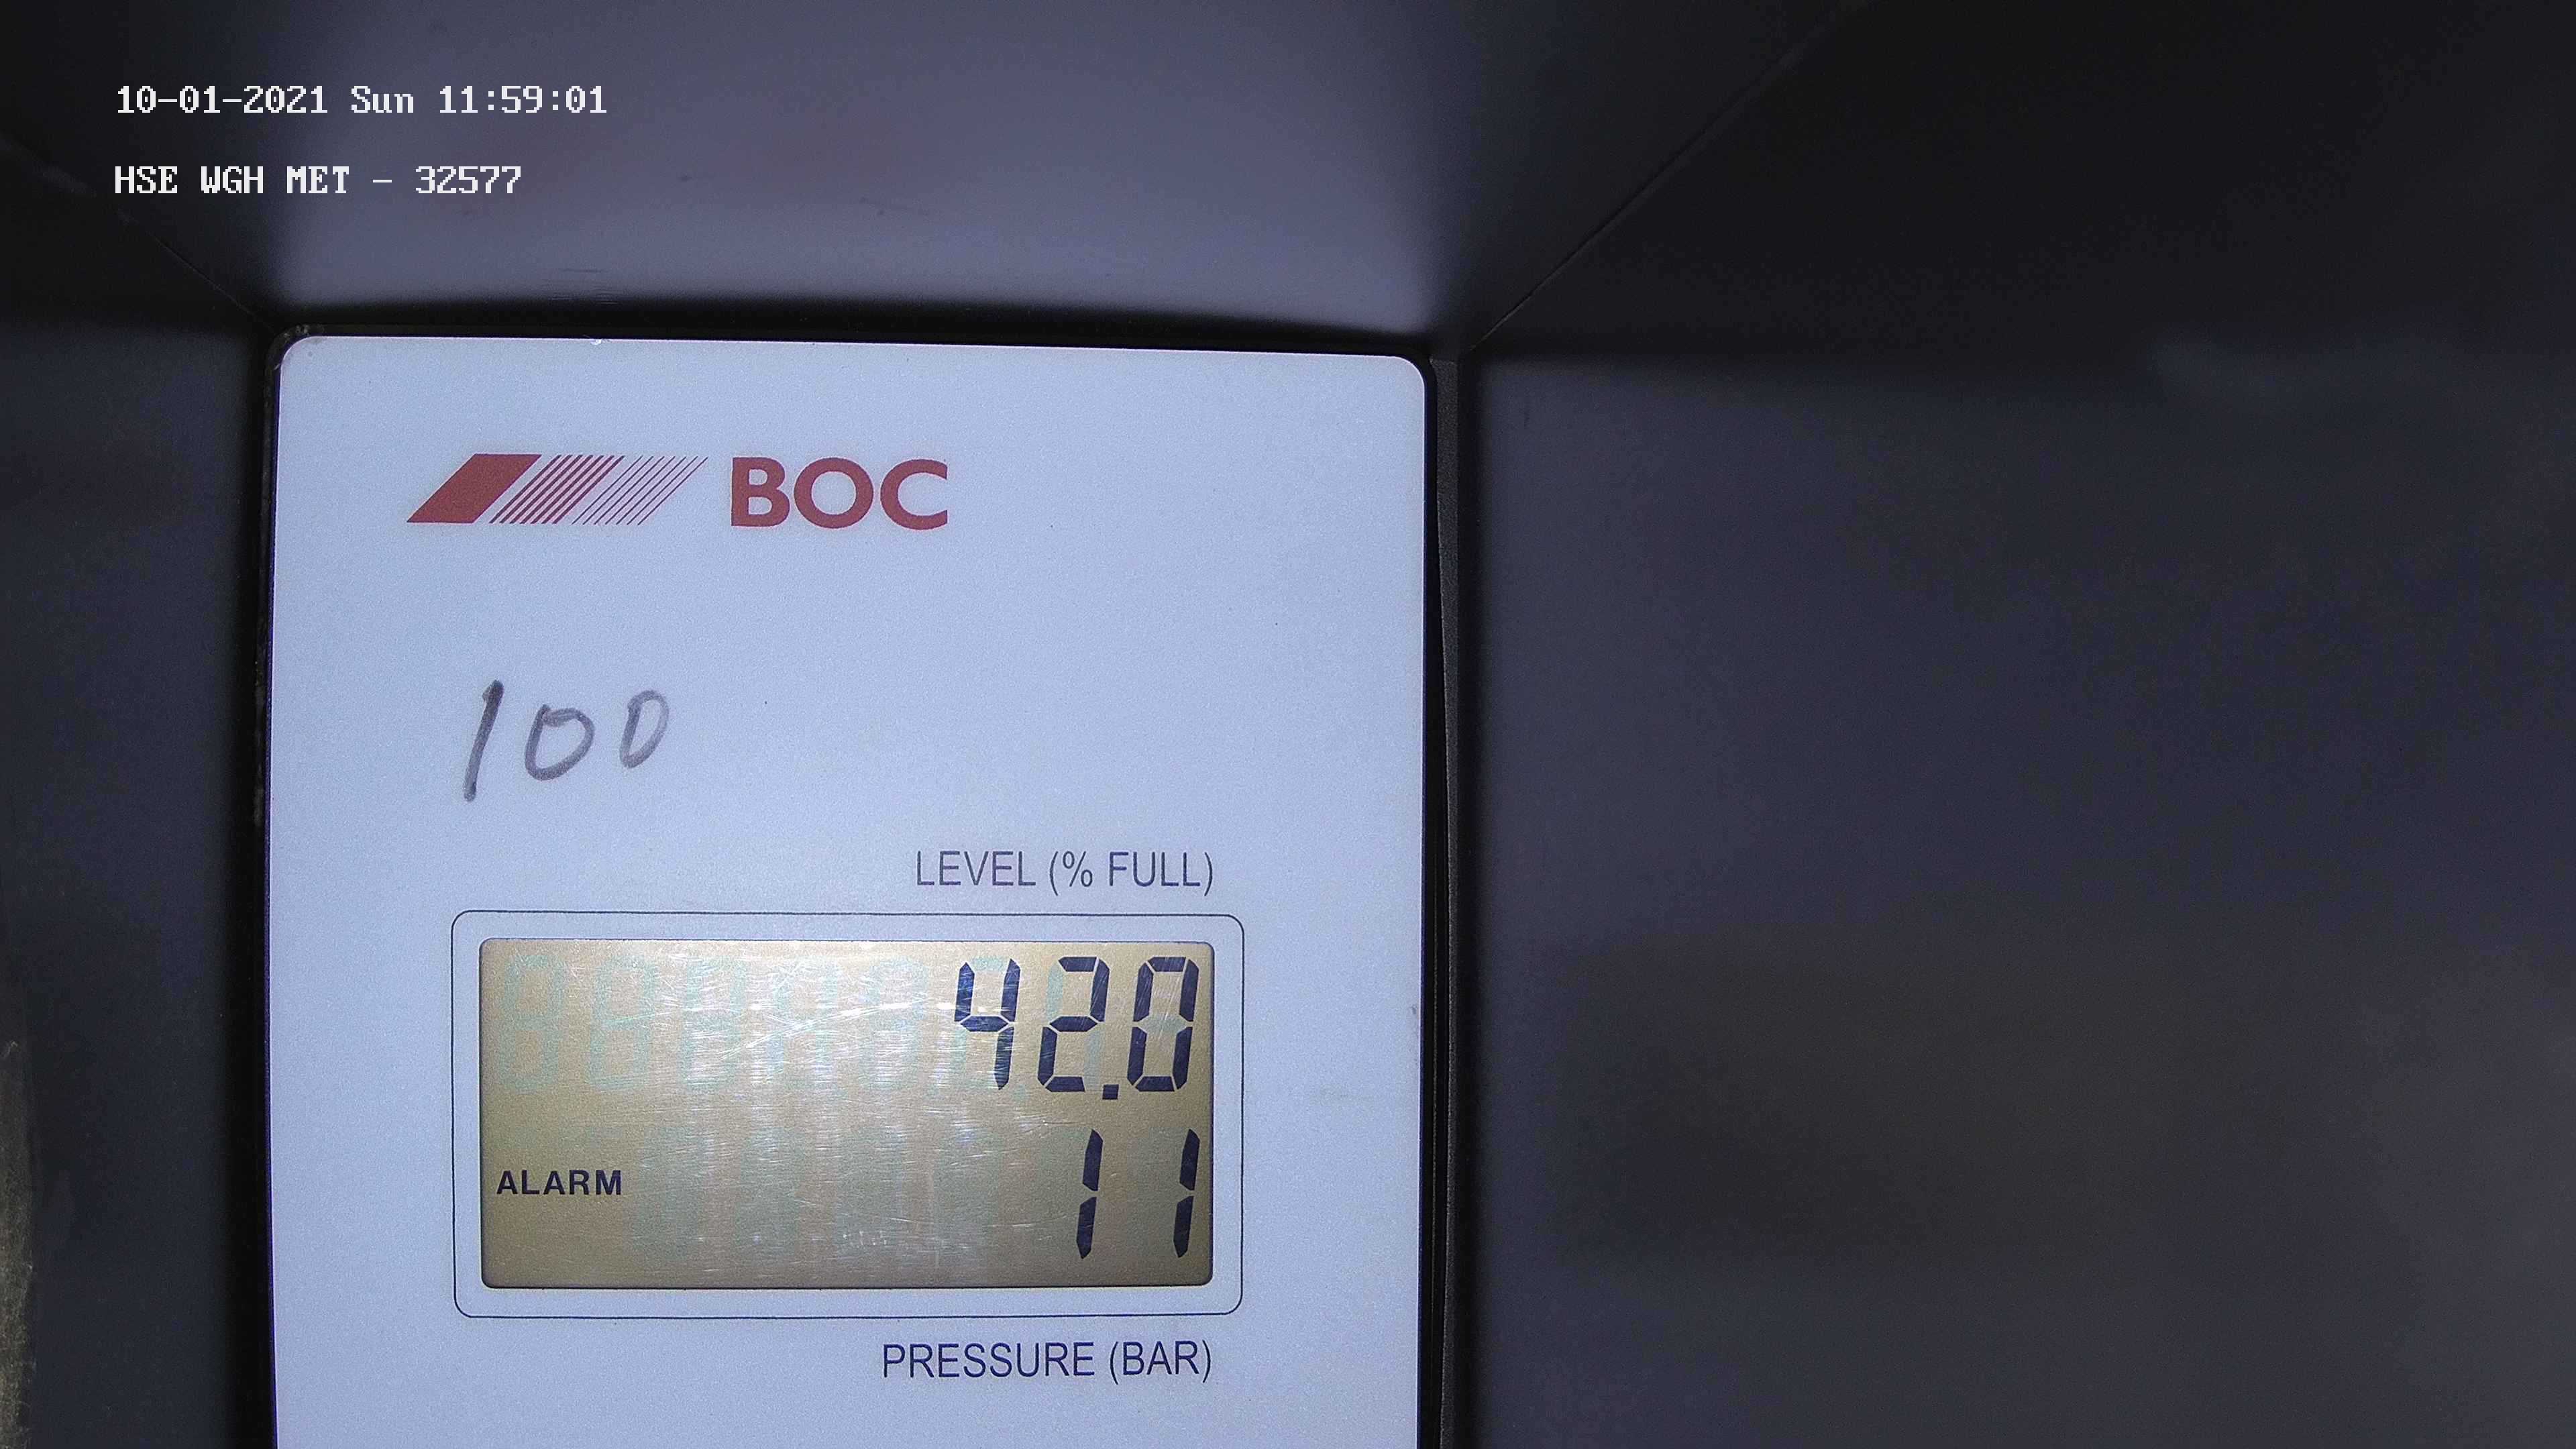 10-01-2021 Sun 11:59:01
HSE WGH MET - 32577
BOC
100
LEVEL (% FULL)
42.0
ALARM 11
PRESSURE (BAR)